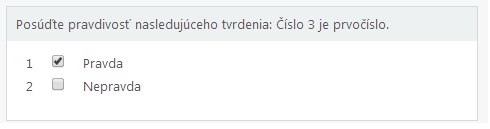 Posúďte pravdivosť nasledujúceho tvrdenia: Číslo 3 je prvočíslo.
1 Pravda
2 Nepravda